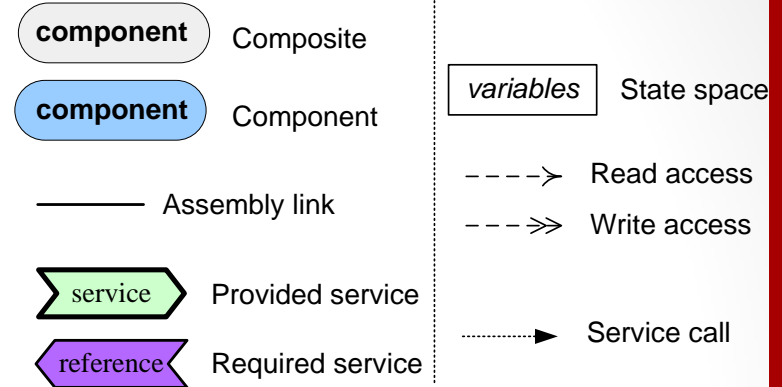 component Composite
component Component
Assembly link
service Provided service
reference Required service
variables State space
Read access
Write access
Service call